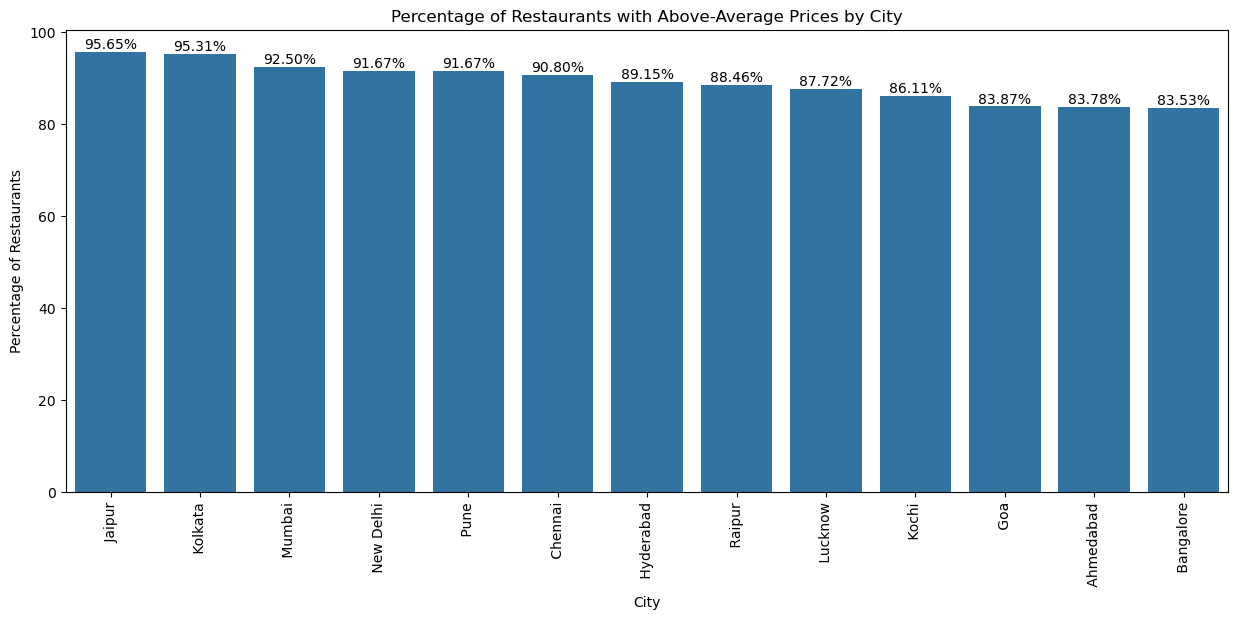 Percentage of Restaurants with Above-Average Prices by City
Percentage of Restaurants
100
80
60
40
20
0
95.65%
95.31%
92.50%
91.67%
91.67%
90.80%
89.15%
88.46%
87.72%
86.11%
83.87%
83.78%
83.53%
Jaipur
Kolkata
Mumbai
New Delhi
Pune
Chennai
Hyderabad
Raipur
Lucknow
Kochi
Goa
Ahmedabad
Bangalore
City